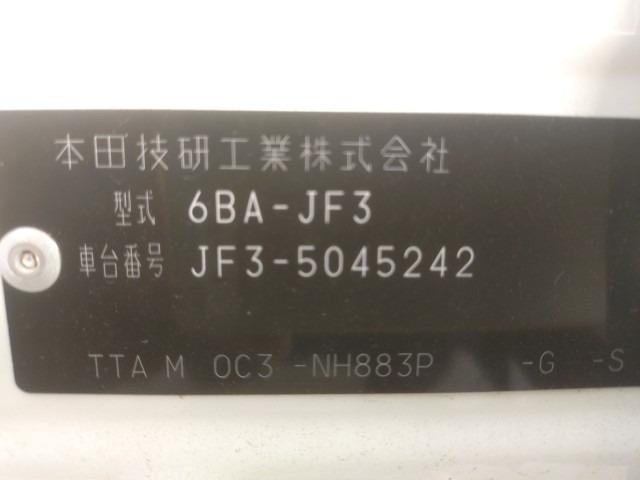 本田技研工業株式会社
型式 6BA-JF3
車台番号 JF3-5045242
TTA M OC3 -NH883P -G -S